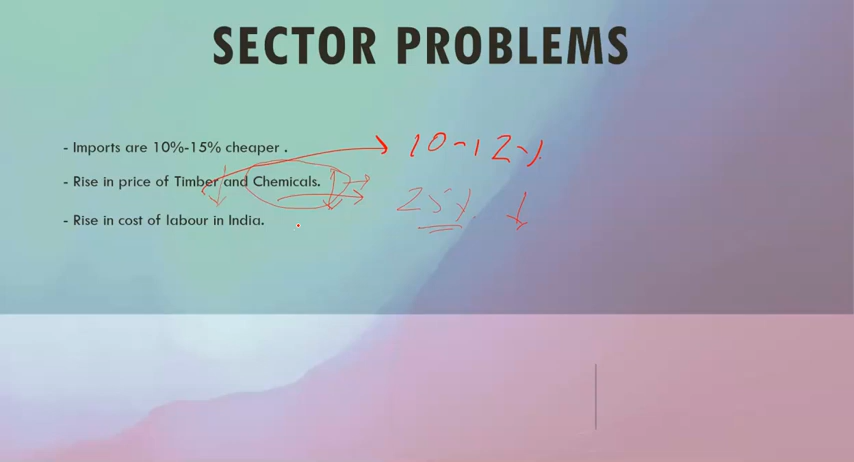 SECTOR PROBLEMS
- Imports are 10%-15% cheaper .
10-12%
- Rise in price of Timber and Chemicals.
25%
- Rise in cost of labour in India.